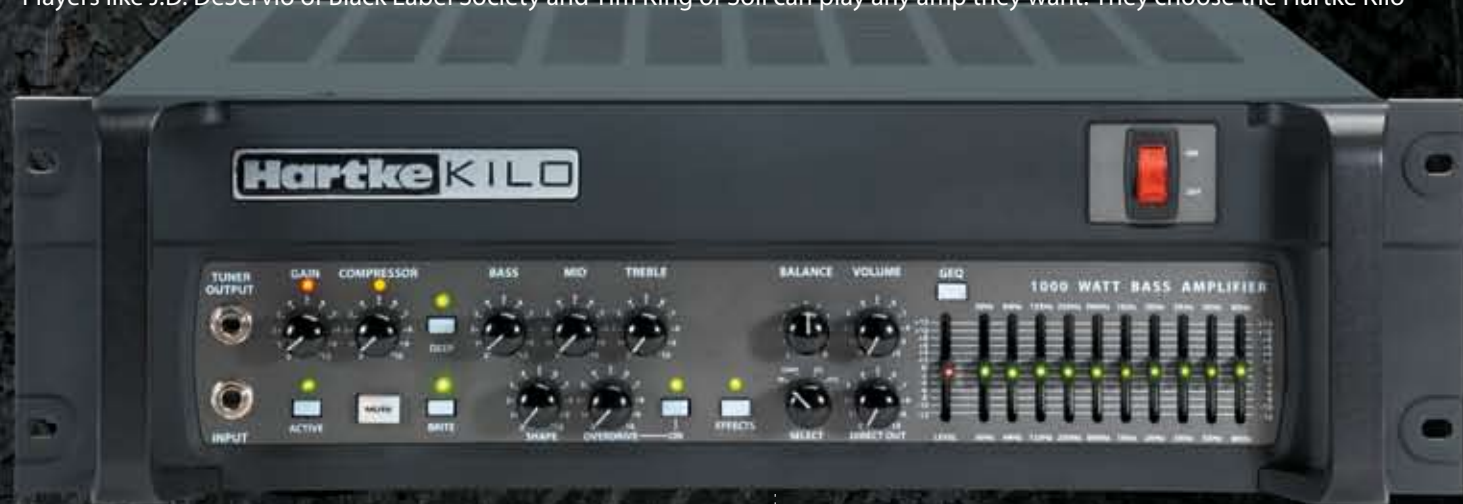 Players like J.D. DeServio of Black Label Society and Tim King of Soil can play any amp they want. They choose the Hartke Kilo
Hartke KILO
TUNER OUTPUT
GAIN COMPRESSOR BASS MID TREBLE BALANCE VOLUME GEQ
1000 WATT BASS AMPLIFIER
DEEP
INPUT
ACTIVE MUTE BRITE SHAPE OVERDRIVE ON EFFECTS SELECT DIRECT OUT LEVEL